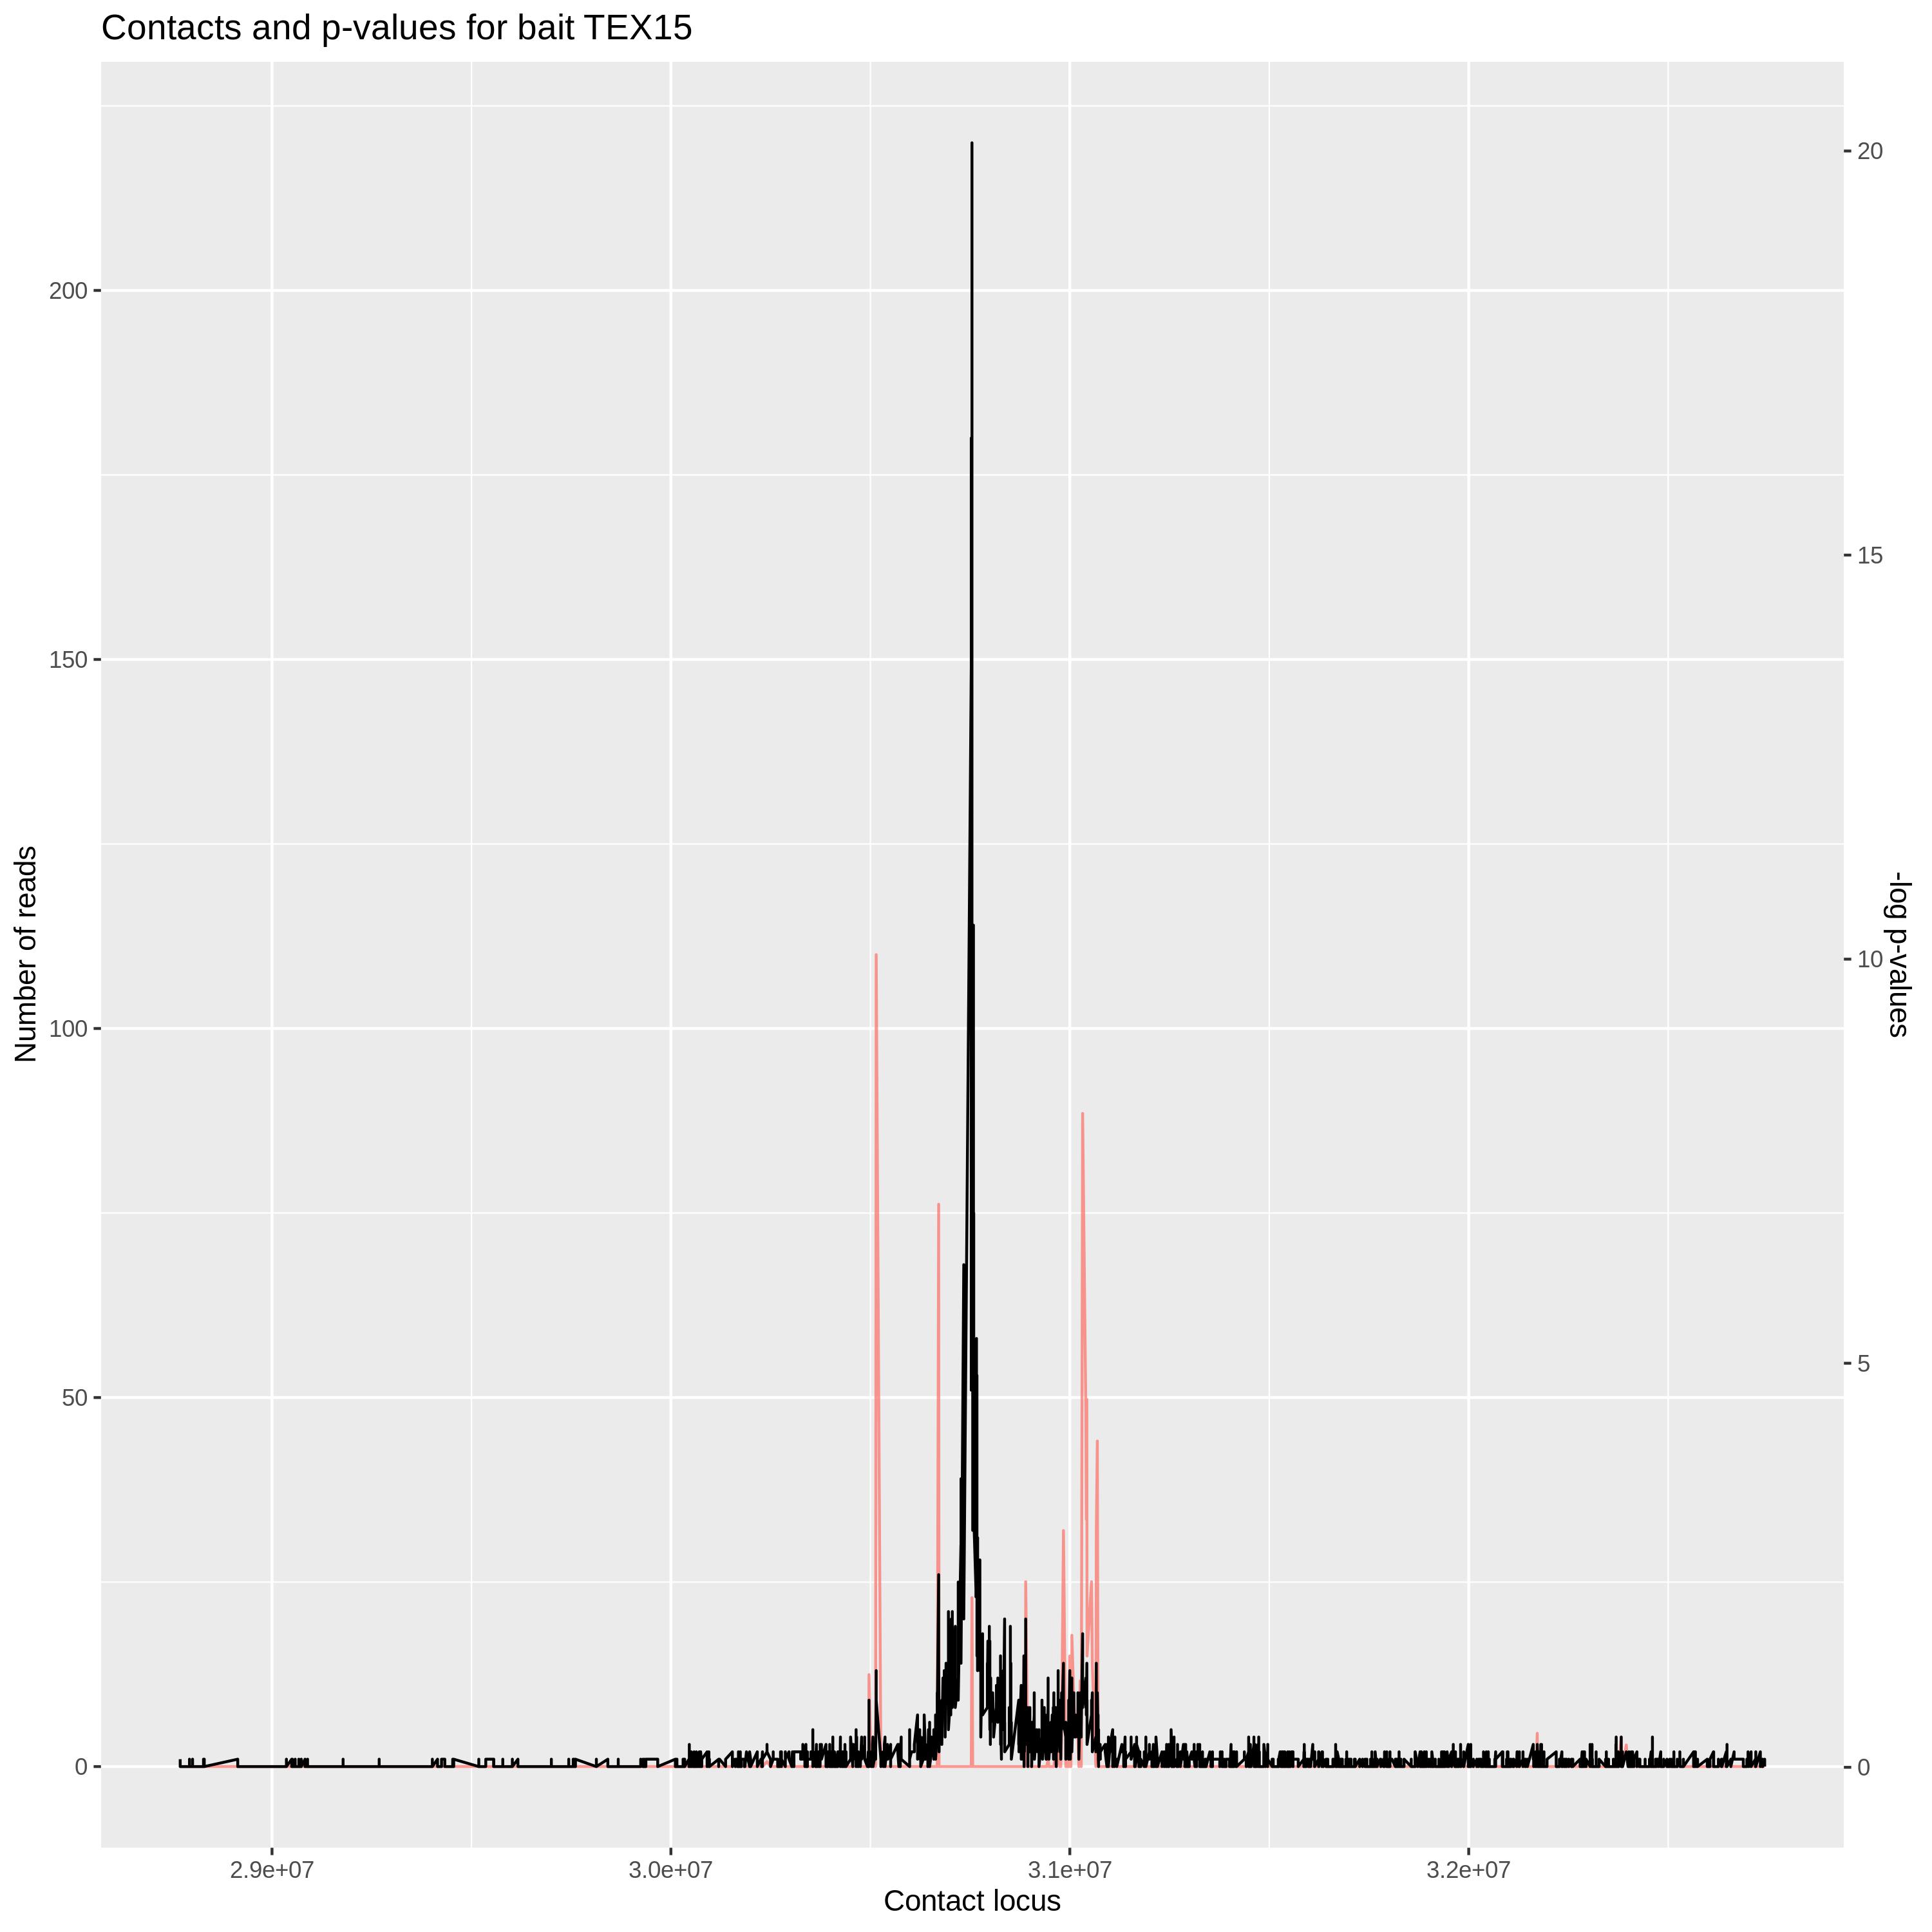 Contacts and p-values for bait TEX15
Number of reads
200
150
100
50
0
20
15
10
5
0
-log p-values
2.9e+07 3.0e+07 3.1e+07 3.2e+07
Contact locus